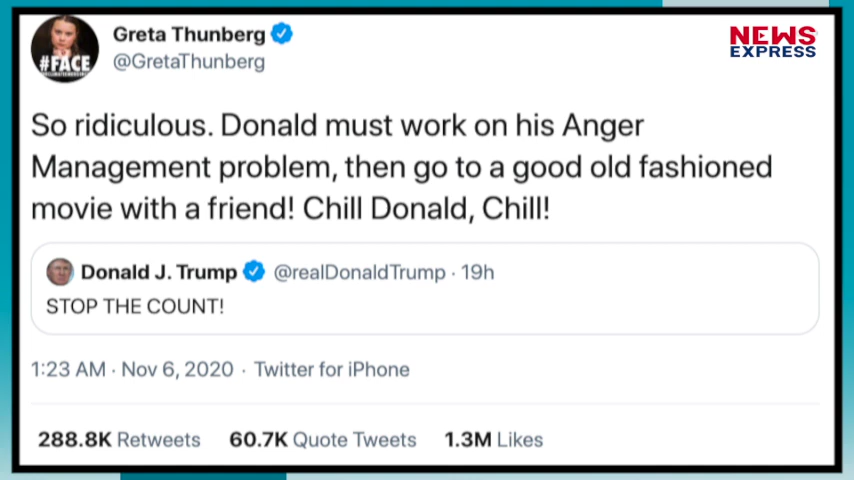 Greta Thunberg
@GretaThunberg
NEWS
EXPRESS
#FACE
So ridiculous. Donald must work on his Anger
Management problem, then go to a good old fashioned
movie with a friend! Chill Donald, Chill!
Donald J. Trump @realDonaldTrump · 19h
STOP THE COUNT!
1:23 AM · Nov 6, 2020 · Twitter for iPhone
288.8K Retweets 60.7K Quote Tweets 1.3M Likes